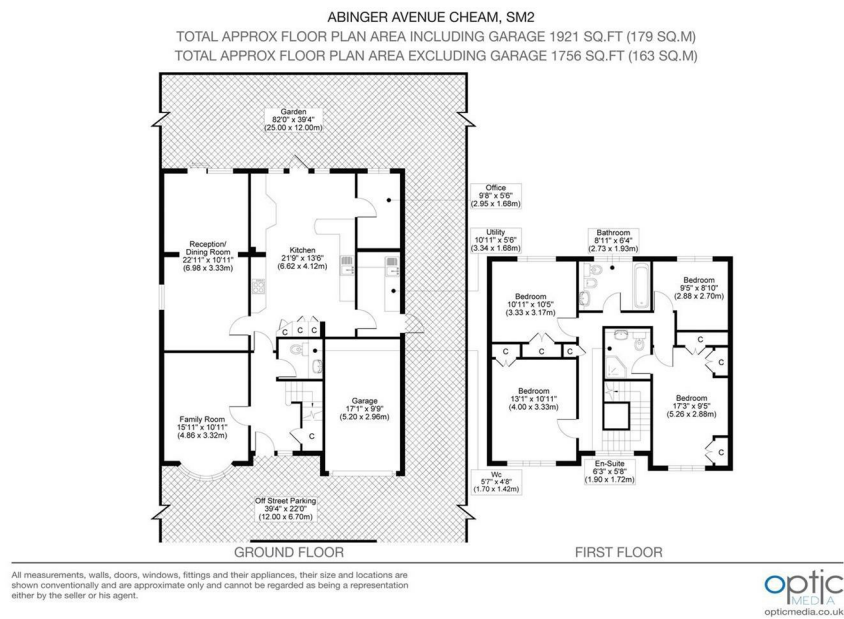 ABINGER AVENUE CHEAM, SM2
TOTAL APPROX FLOOR PLAN AREA INCLUDING GARAGE 1921 SQ.FT (179 SQ.M)
TOTAL APPROX FLOOR PLAN AREA EXCLUDING GARAGE 1756 SQ.FT (163 SQ.M)
Garden
82'0" x 39'4"
(25.00 x 12.00m)
Reception/
Dining Room
22'11" x 10'11"
(6.98 x 3.33m)
Kitchen
21'9" x 13'6"
(6.62 x 4.12m)
C
C
C
Family Room
15'11" x 10'11"
(4.86 x 3.32m)
C
Garage
17'1" x 9'9"
(5.20 x 2.96m)
Off Street Parking
39'4" x 22'0"
(12.00 x 6.70m)
GROUND FLOOR
Office
9'8" x 5'6"
(2.95 x 1.68m)
Utility
10'11" x 5'6"
(3.34 x 1.68m)
Wc
5'7" x 4'8"
(1.70 x 1.42m)
Bathroom
8'11" x 6'4"
(2.73 x 1.93m)
Bedroom
10'11" x 10'5"
(3.33 x 3.17m)
Bedroom
9'5" x 8'10"
(2.88 x 2.70m)
C
C
C
C
C
Bedroom
13'1" x 10'11"
(4.00 x 3.33m)
Bedroom
17'3" x 9'5"
(5.26 x 2.88m)
C
En-Suite
6'3" x 5'8"
(1.90 x 1.72m)
FIRST FLOOR
All measurements, walls, doors, windows, fittings and their appliances, their size and locations are
shown conventionally and are approximate only and cannot be regarded as being a representation
either by the seller or his agent.
optic
MEDIA
opticmedia.co.uk